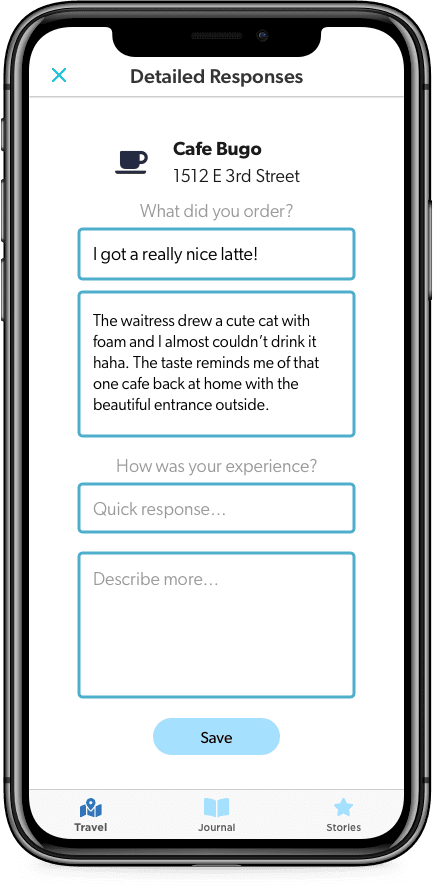 Detailed Responses
Cafe Bugo
1512 E 3rd Street
What did you order?
I got a really nice latte!
The waitress drew a cute cat with
foam and I almost couldn't drink it
haha. The taste reminds me of that
one cafe back at home with the
beautiful entrance outside.
How was your experience?
Quick response...
Describe more...
Save
Travel
Journal
Stories